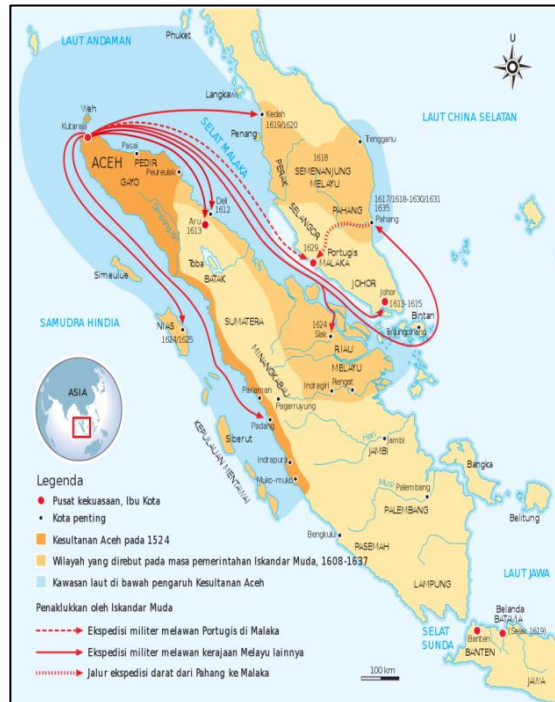 LAUT ANDAMAN
Phuket
Langkawi
Kedah
1619/1620
Penang
LAUT CHINA SELATAN
Weh
Kutaraja
SELAT MALAKA
ACEH
Pasai
PEDIR
Peureulak
GAYO
PERAK
1618
SEMENANJUNG
MELAYU
Trengganu
PAHANG
1617/1618-1630/1631
1635
Pahang
SELANGOR
Deli
1612
Aru
1613
1629
Portugis
MALAKA
JOHOR
Johor
1613-1615
Bintan
Tanjungpinang
Toba
BATAK
Simeulue
SAMUDRA HINDIA
NIAS
1624/1625
SUMATERA
1624
Siak
RIAU
MELAYU
Indragiri
Rengat
MINANGKABAU
Pariaman
Pagarruyung
Padang
Siberut
KEPULAUAN MENTAWAI
Indrapura
Muko-muko
Hari
Jambi
JAMBI
Bangka
Musi
Palembang
PALEMBANG
Belitung
Bengkulu
PASEMAH
LAMPUNG
LAUT JAWA
SELAT
SUNDA
Belanda
BATAVIA
(Sejak 1619)
Banten
BANTEN
JAWA
ASIA
Legenda
Pusat kekuasaan, Ibu Kota
Kota penting
Kesultanan Aceh pada 1524
Wilayah yang direbut pada masa pemerintahan Iskandar Muda, 1608-1637
Kawasan laut di bawah pengaruh Kesultanan Aceh
Penaklukkan oleh Iskandar Muda
Ekspedisi militer melawan Portugis di Malaka
Ekspedisi militer melawan kerajaan Melayu lainnya
Jalur ekspedisi darat dari Pahang ke Malaka
100 km